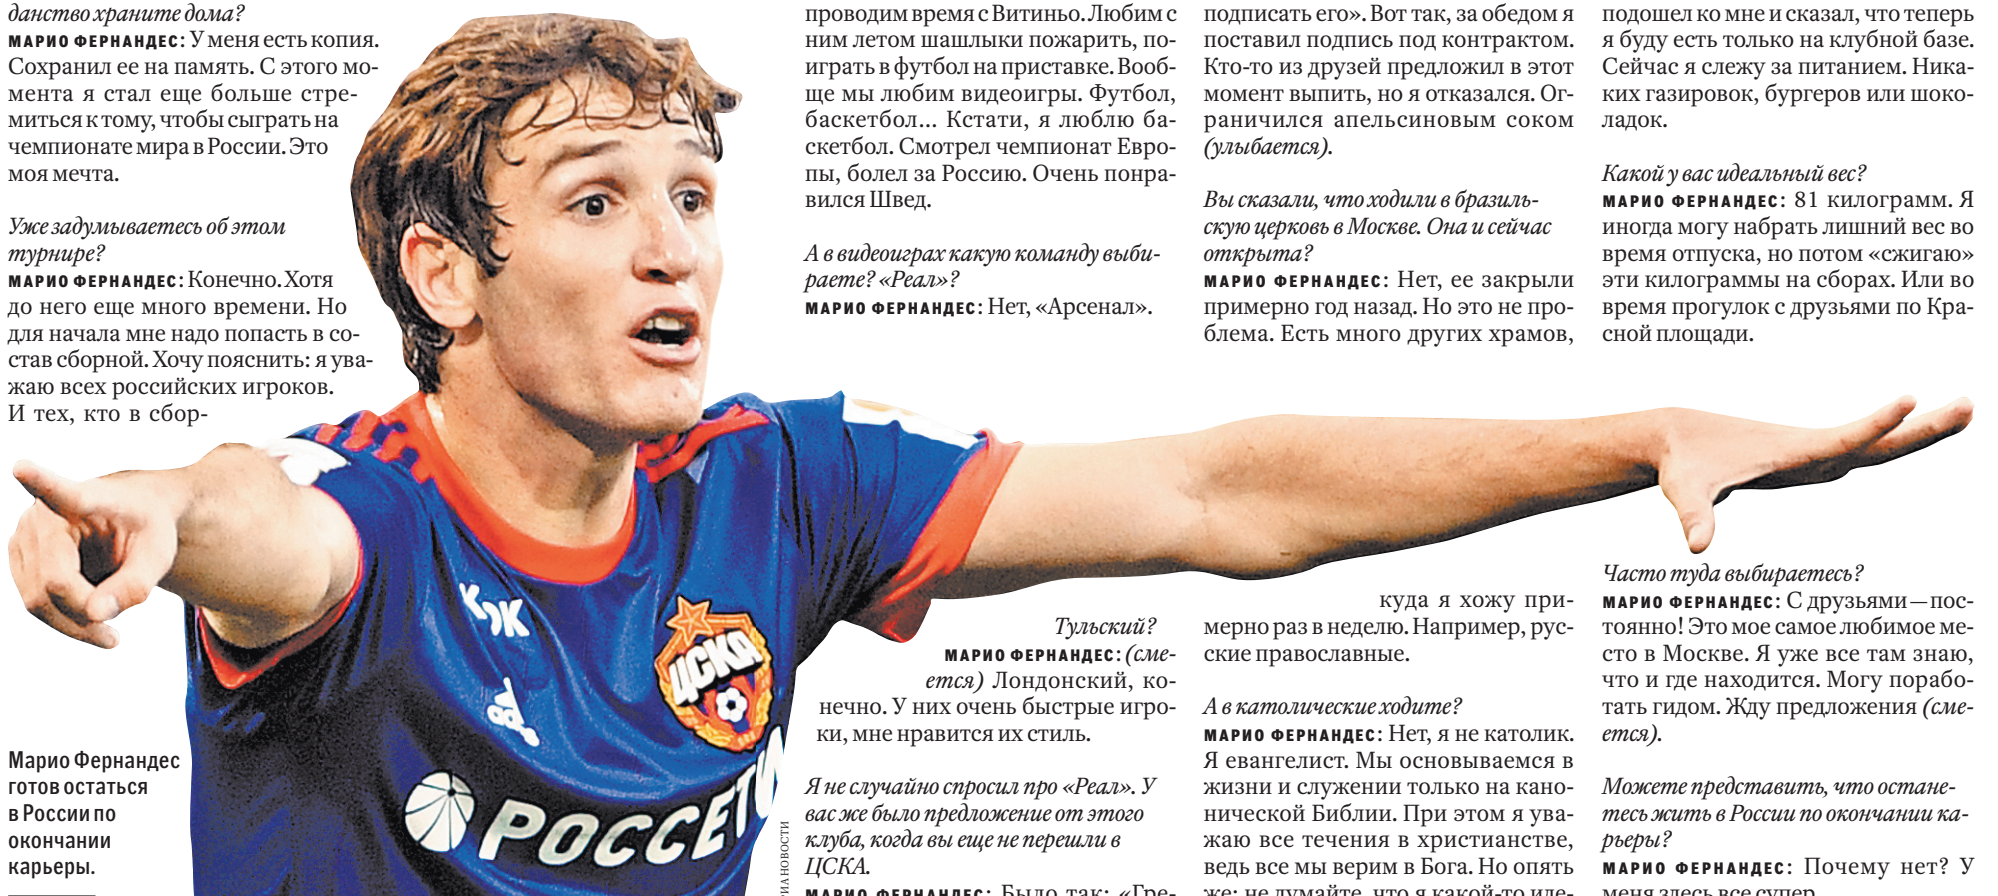 данство храните дома?
МАРИО ФЕРНАНДЕС: У меня есть копия.
Сохранил ее на память. С этого мо-
мента я стал еще больше стре-
миться к тому, чтобы сыграть на
чемпионате мира в России. Это
моя мечта.
Уже задумываетесь об этом
турнире?
МАРИО ФЕРНАНДЕС: Конечно. Хотя
до него еще много времени. Но
для начала мне надо попасть в со-
став сборной. Хочу пояснить: я ува-
жаю всех российских игроков.
И тех, кто в сбор-
Марио Фернандес
готов остаться
в России по
окончании
карьеры.
ЦСКА
РОССЕТИ
ИА НОВОСТИ
проводим время с Витиньо. Любим с
ним летом шашлыки пожарить, по-
играть в футбол на приставке. Вооб-
ще мы любим видеоигры. Футбол,
баскетбол... Кстати, я люблю ба-
скетбол. Смотрел чемпионат Евро-
пы, болел за Россию. Очень понра-
вился Швед.
А в видеоиграх какую команду выби-
раете? «Реал»?
МАРИО ФЕРНАНДЕС: Нет, «Арсенал».
Тульский?
МАРИО ФЕРНАНДЕС: (сме-
ется) Лондонский, ко-
нечно. У них очень быстрые игро-
ки, мне нравится их стиль.
Я не случайно спросил про «Реал». У
вас же было предложение от этого
клуба, когда вы еще не перешли в
ЦСКА.
МАРИО ФЕРНАНДЕС: Было так: «Гре-
подписать его». Вот так, за обедом я
поставил подпись под контрактом.
Кто-то из друзей предложил в этот
момент выпить, но я отказался. Ог-
раничился апельсиновым соком
(улыбается).
Вы сказали, что ходили в бразиль-
скую церковь в Москве. Она и сейчас
открыта?
МАРИО ФЕРНАНДЕС: Нет, ее закрыли
примерно год назад. Но это не про-
блема. Есть много других храмов,
куда я хожу при-
мерно раз в неделю. Например, рус-
ские православные.
А в католические ходите?
МАРИО ФЕРНАНДЕС: Нет, я не католик.
Я евангелист. Мы основываемся в
жизни и служении только на кано-
нической Библии. При этом я ува-
жаю все течения в христианстве,
ведь все мы верим в Бога. Но опять
же: не думайте, что я какой-то иде-
подошел ко мне и сказал, что теперь
я буду есть только на клубной базе.
Сейчас я слежу за питанием. Ника-
ких газировок, бургеров или шоко-
ладок.
Какой у вас идеальный вес?
МАРИО ФЕРНАНДЕС: 81 килограмм. Я
иногда могу набрать лишний вес во
время отпуска, но потом «сжигаю»
эти килограммы на сборах. Или во
время прогулок с друзьями по Кра-
сной площади.
Часто туда выбираетесь?
МАРИО ФЕРНАНДЕС: С друзьями — пос-
тоянно! Это мое самое любимое ме-
сто в Москве. Я уже все там знаю,
что и где находится. Могу порабо-
тать гидом. Жду предложения (сме-
ется).
Можете представить, что остане-
тесь жить в России по окончании ка-
рьеры?
МАРИО ФЕРНАНДЕС: Почему нет? У
меня здесь все супер.